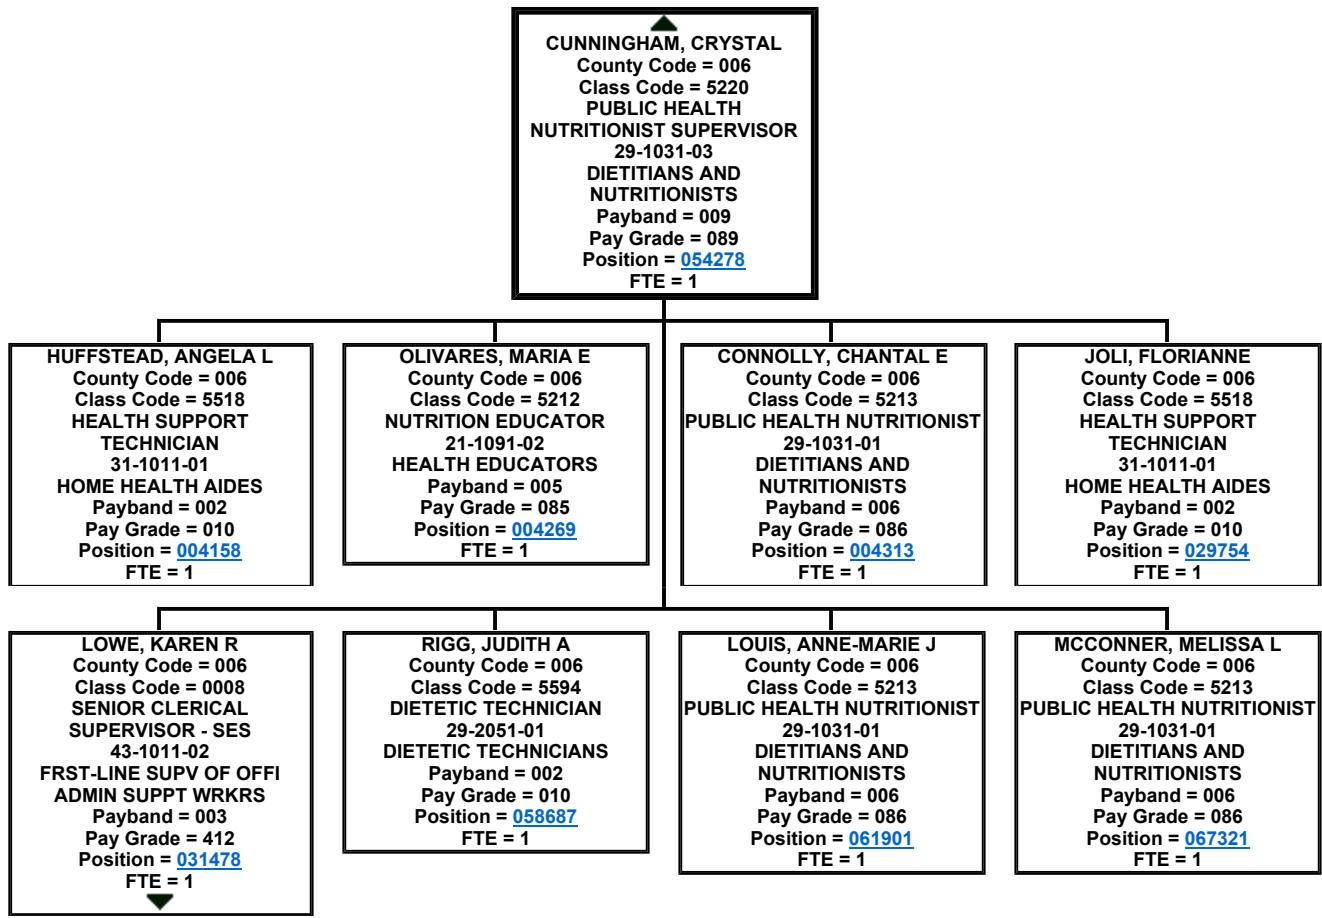 CUNNINGHAM, CRYSTAL
County Code = 006
Class Code = 5220
PUBLIC HEALTH
NUTRITIONIST SUPERVISOR
29-1031-03
DIETITIANS AND
NUTRITIONISTS
Payband = 009
Pay Grade = 089
Position = 054278
FTE = 1
HUFFSTEAD, ANGELA L
County Code = 006
Class Code = 5518
HEALTH SUPPORT
TECHNICIAN
31-1011-01
HOME HEALTH AIDES
Payband = 002
Pay Grade = 010
Position = 004158
FTE = 1
OLIVARES, MARIA E
County Code = 006
Class Code = 5212
NUTRITION EDUCATOR
21-1091-02
HEALTH EDUCATORS
Payband = 005
Pay Grade = 085
Position = 004269
FTE = 1
CONNOLLY, CHANTAL E
County Code = 006
Class Code = 5213
PUBLIC HEALTH NUTRITIONIST
29-1031-01
DIETITIANS AND
NUTRITIONISTS
Payband = 006
Pay Grade = 086
Position = 004313
FTE = 1
JOLI, FLORIANNE
County Code = 006
Class Code = 5518
HEALTH SUPPORT
TECHNICIAN
31-1011-01
HOME HEALTH AIDES
Payband = 002
Pay Grade = 010
Position = 029754
FTE = 1
LOWE, KAREN R
County Code = 006
Class Code = 0008
SENIOR CLERICAL
SUPERVISOR - SES
43-1011-02
FRST-LINE SUPV OF OFFI
ADMIN SUPPT WRKRS
Payband = 003
Pay Grade = 412
Position = 031478
FTE = 1
RIGG, JUDITH A
County Code = 006
Class Code = 5594
DIETETIC TECHNICIAN
29-2051-01
DIETETIC TECHNICIANS
Payband = 002
Pay Grade = 010
Position = 058687
FTE = 1
LOUIS, ANNE-MARIE J
County Code = 006
Class Code = 5213
PUBLIC HEALTH NUTRITIONIST
29-1031-01
DIETITIANS AND
NUTRITIONISTS
Payband = 006
Pay Grade = 086
Position = 061901
FTE = 1
MCCONNER, MELISSA L
County Code = 006
Class Code = 5213
PUBLIC HEALTH NUTRITIONIST
29-1031-01
DIETITIANS AND
NUTRITIONISTS
Payband = 006
Pay Grade = 086
Position = 067321
FTE = 1